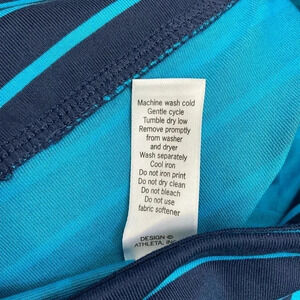 Machine wash cold
Gentle cycle
Tumble dry low
Remove promptly
from washer
and dryer
Wash separately
Cool iron
Do not iron print
Do not dry clean
Do not bleach
Do not use
fabric softener
DESIGN ©
ATHLETA, INC.